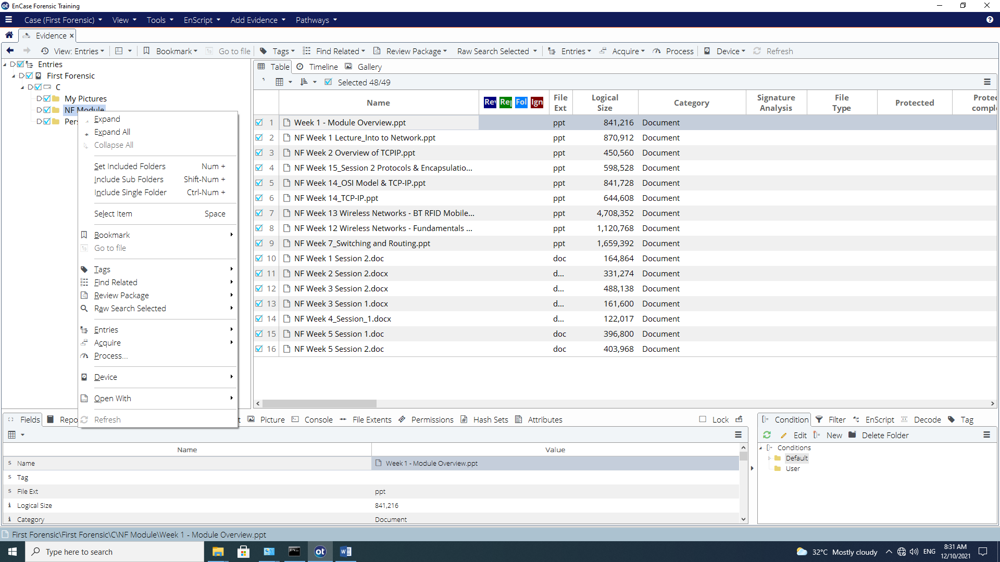 EnCase Forensic Training
Case (First Forensic) View Tools EnScript Add Evidence Pathways
Evidence
View: Entries Bookmark Go to file Tags Find Related Review Package Raw Search Selected Entries Acquire Process Device Refresh
Entries
First Forensic
C
My Pictures
NF Module
Pers
Expand
Expand All
Collapse All
Set Included Folders Num +
Include Sub Folders Shift-Num +
Include Single Folder Ctrl-Num +
Select Item Space
Bookmark
Go to file
Tags
Find Related
Review Package
Raw Search Selected
Entries
Acquire
Process...
Device
Open With
Refresh
Table Timeline Gallery
Selected 48/49
Name Rev Rep Fol Ign File Ext Logical Size Category Signature Analysis File Type Protected Protec comple
1 Week 1 - Module Overview.ppt ppt 841,216 Document
2 NF Week 1 Lecture_Into to Network.ppt ppt 870,912 Document
3 NF Week 2 Overview of TCPIP.ppt ppt 450,560 Document
4 NF Week 15_Session 2 Protocols & Encapsulatio... ppt 598,528 Document
5 NF Week 14_OSI Model & TCP-IP.ppt ppt 841,728 Document
6 NF Week 14_TCP-IP.ppt ppt 644,608 Document
7 NF Week 13 Wireless Networks - BT RFID Mobile... ppt 4,708,352 Document
8 NF Week 12 Wireless Networks - Fundamentals ... ppt 1,120,768 Document
9 NF Week 7_Switching and Routing.ppt ppt 1,659,392 Document
10 NF Week 1 Session 2.doc doc 164,864 Document
11 NF Week 2 Session 2.docx d... 331,274 Document
12 NF Week 3 Session 2.docx d... 488,138 Document
13 NF Week 3 Session 1.docx d... 161,600 Document
14 NF Week 4_Session_1.docx d... 122,017 Document
15 NF Week 5 Session 1.doc doc 396,800 Document
16 NF Week 5 Session 2.doc doc 403,968 Document
Fields Repo t Picture Console File Extents Permissions Hash Sets Attributes Lock
Name Value
s Name Week 1 - Module Overview.ppt
s Tag
s File Ext ppt
i Logical Size 841,216
i Category Document
Condition Filter EnScript Decode Tag
Edit New Delete Folder
Conditions
Default
User
First Forensic\First Forensic\C\NF Module\Week 1 - Module Overview.ppt
Type here to search
ot
32°C Mostly cloudy
ENG
8:31 AM
12/10/2021